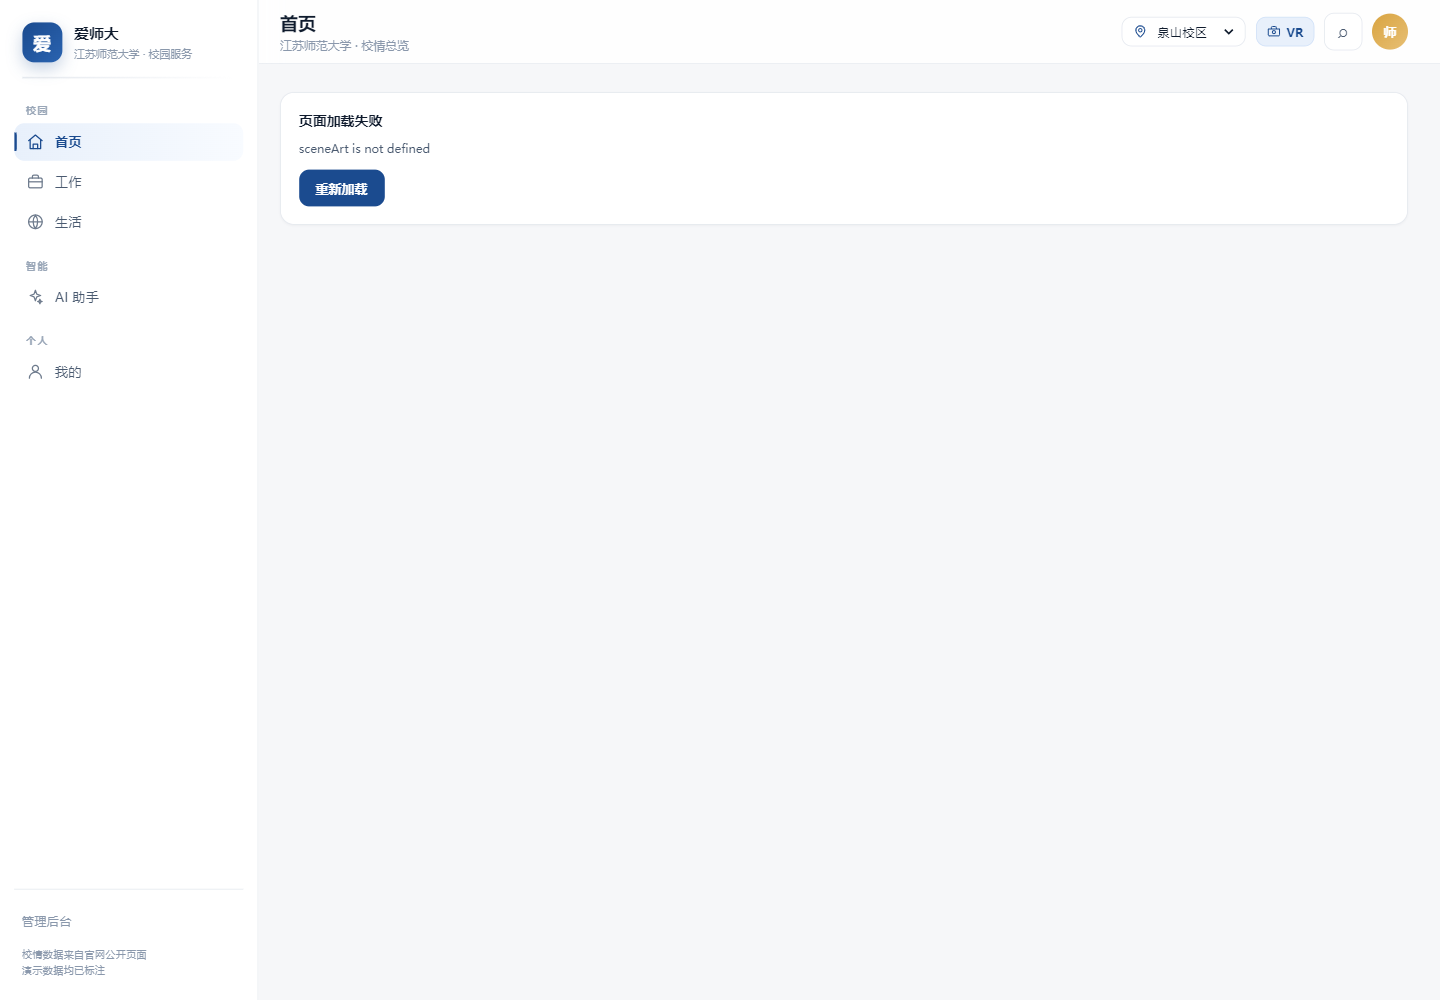 爱
爱师大
江苏师范大学 · 校园服务
校园
首页
工作
生活
智能
AI 助手
个人
我的
管理后台
校情数据来自官网公开页面
演示数据均已标注
首页
江苏师范大学 · 校情总览
泉山校区
VR
师
页面加载失败
sceneArt is not defined
重新加载